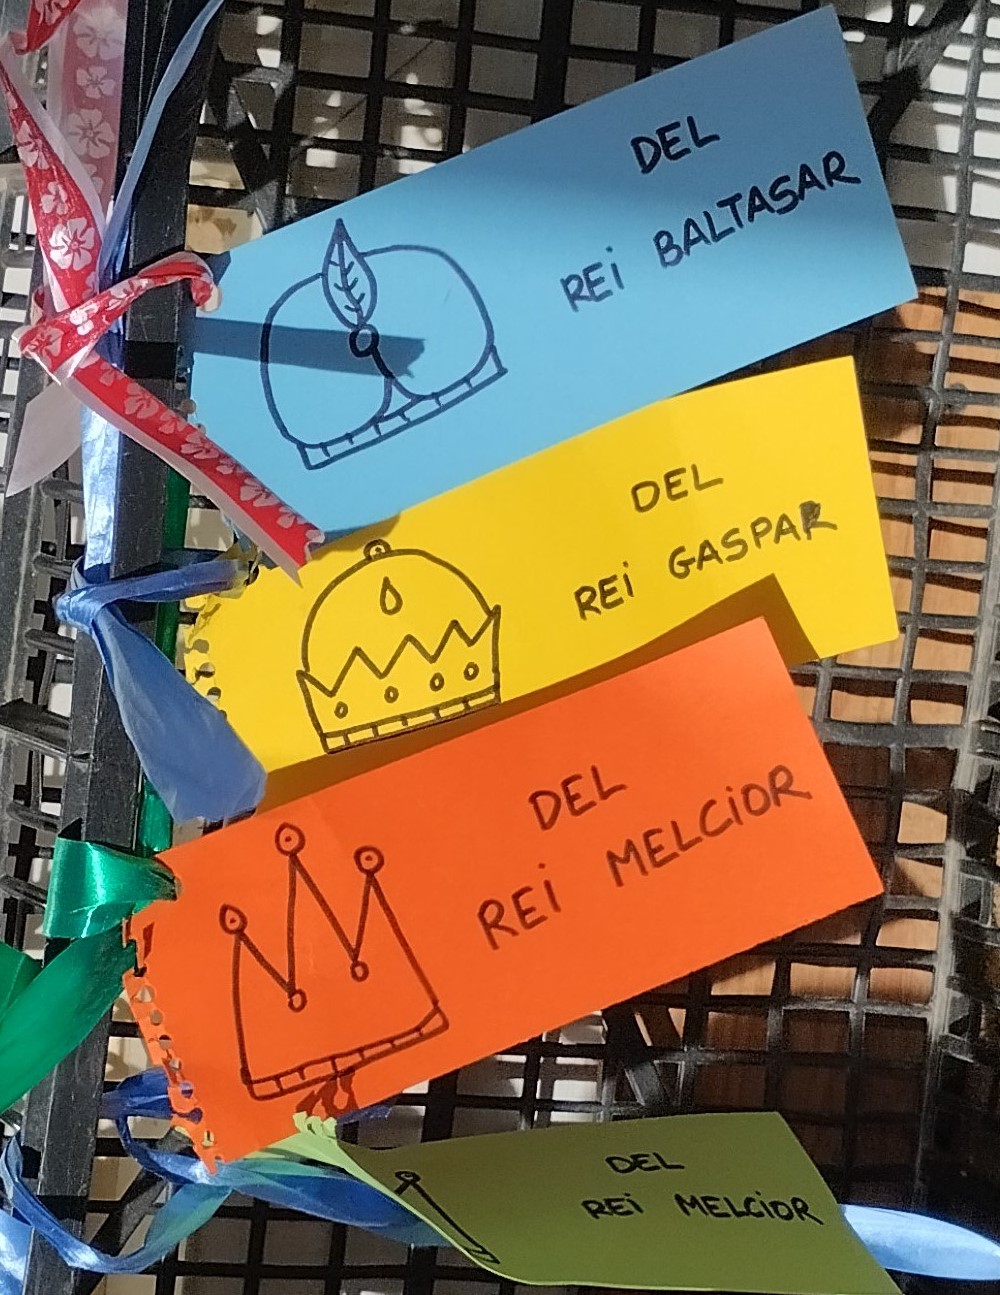 DEL
REi BALTASAR
DEL
REi GASPAR
DEL
REi MELCiOR
DEL
REi MELCiOR